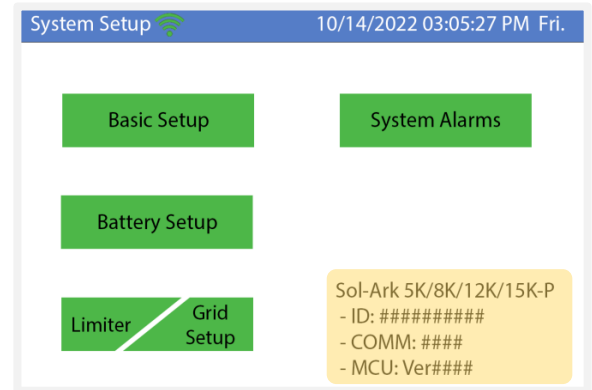 System Setup 10/14/2022 03:05:27 PM Fri.
Basic Setup
System Alarms
Battery Setup
Limiter
Grid
Setup
Sol-Ark 5K/8K/12K/15K-P
- ID: ##########
- COMM: ####
- MCU: Ver####